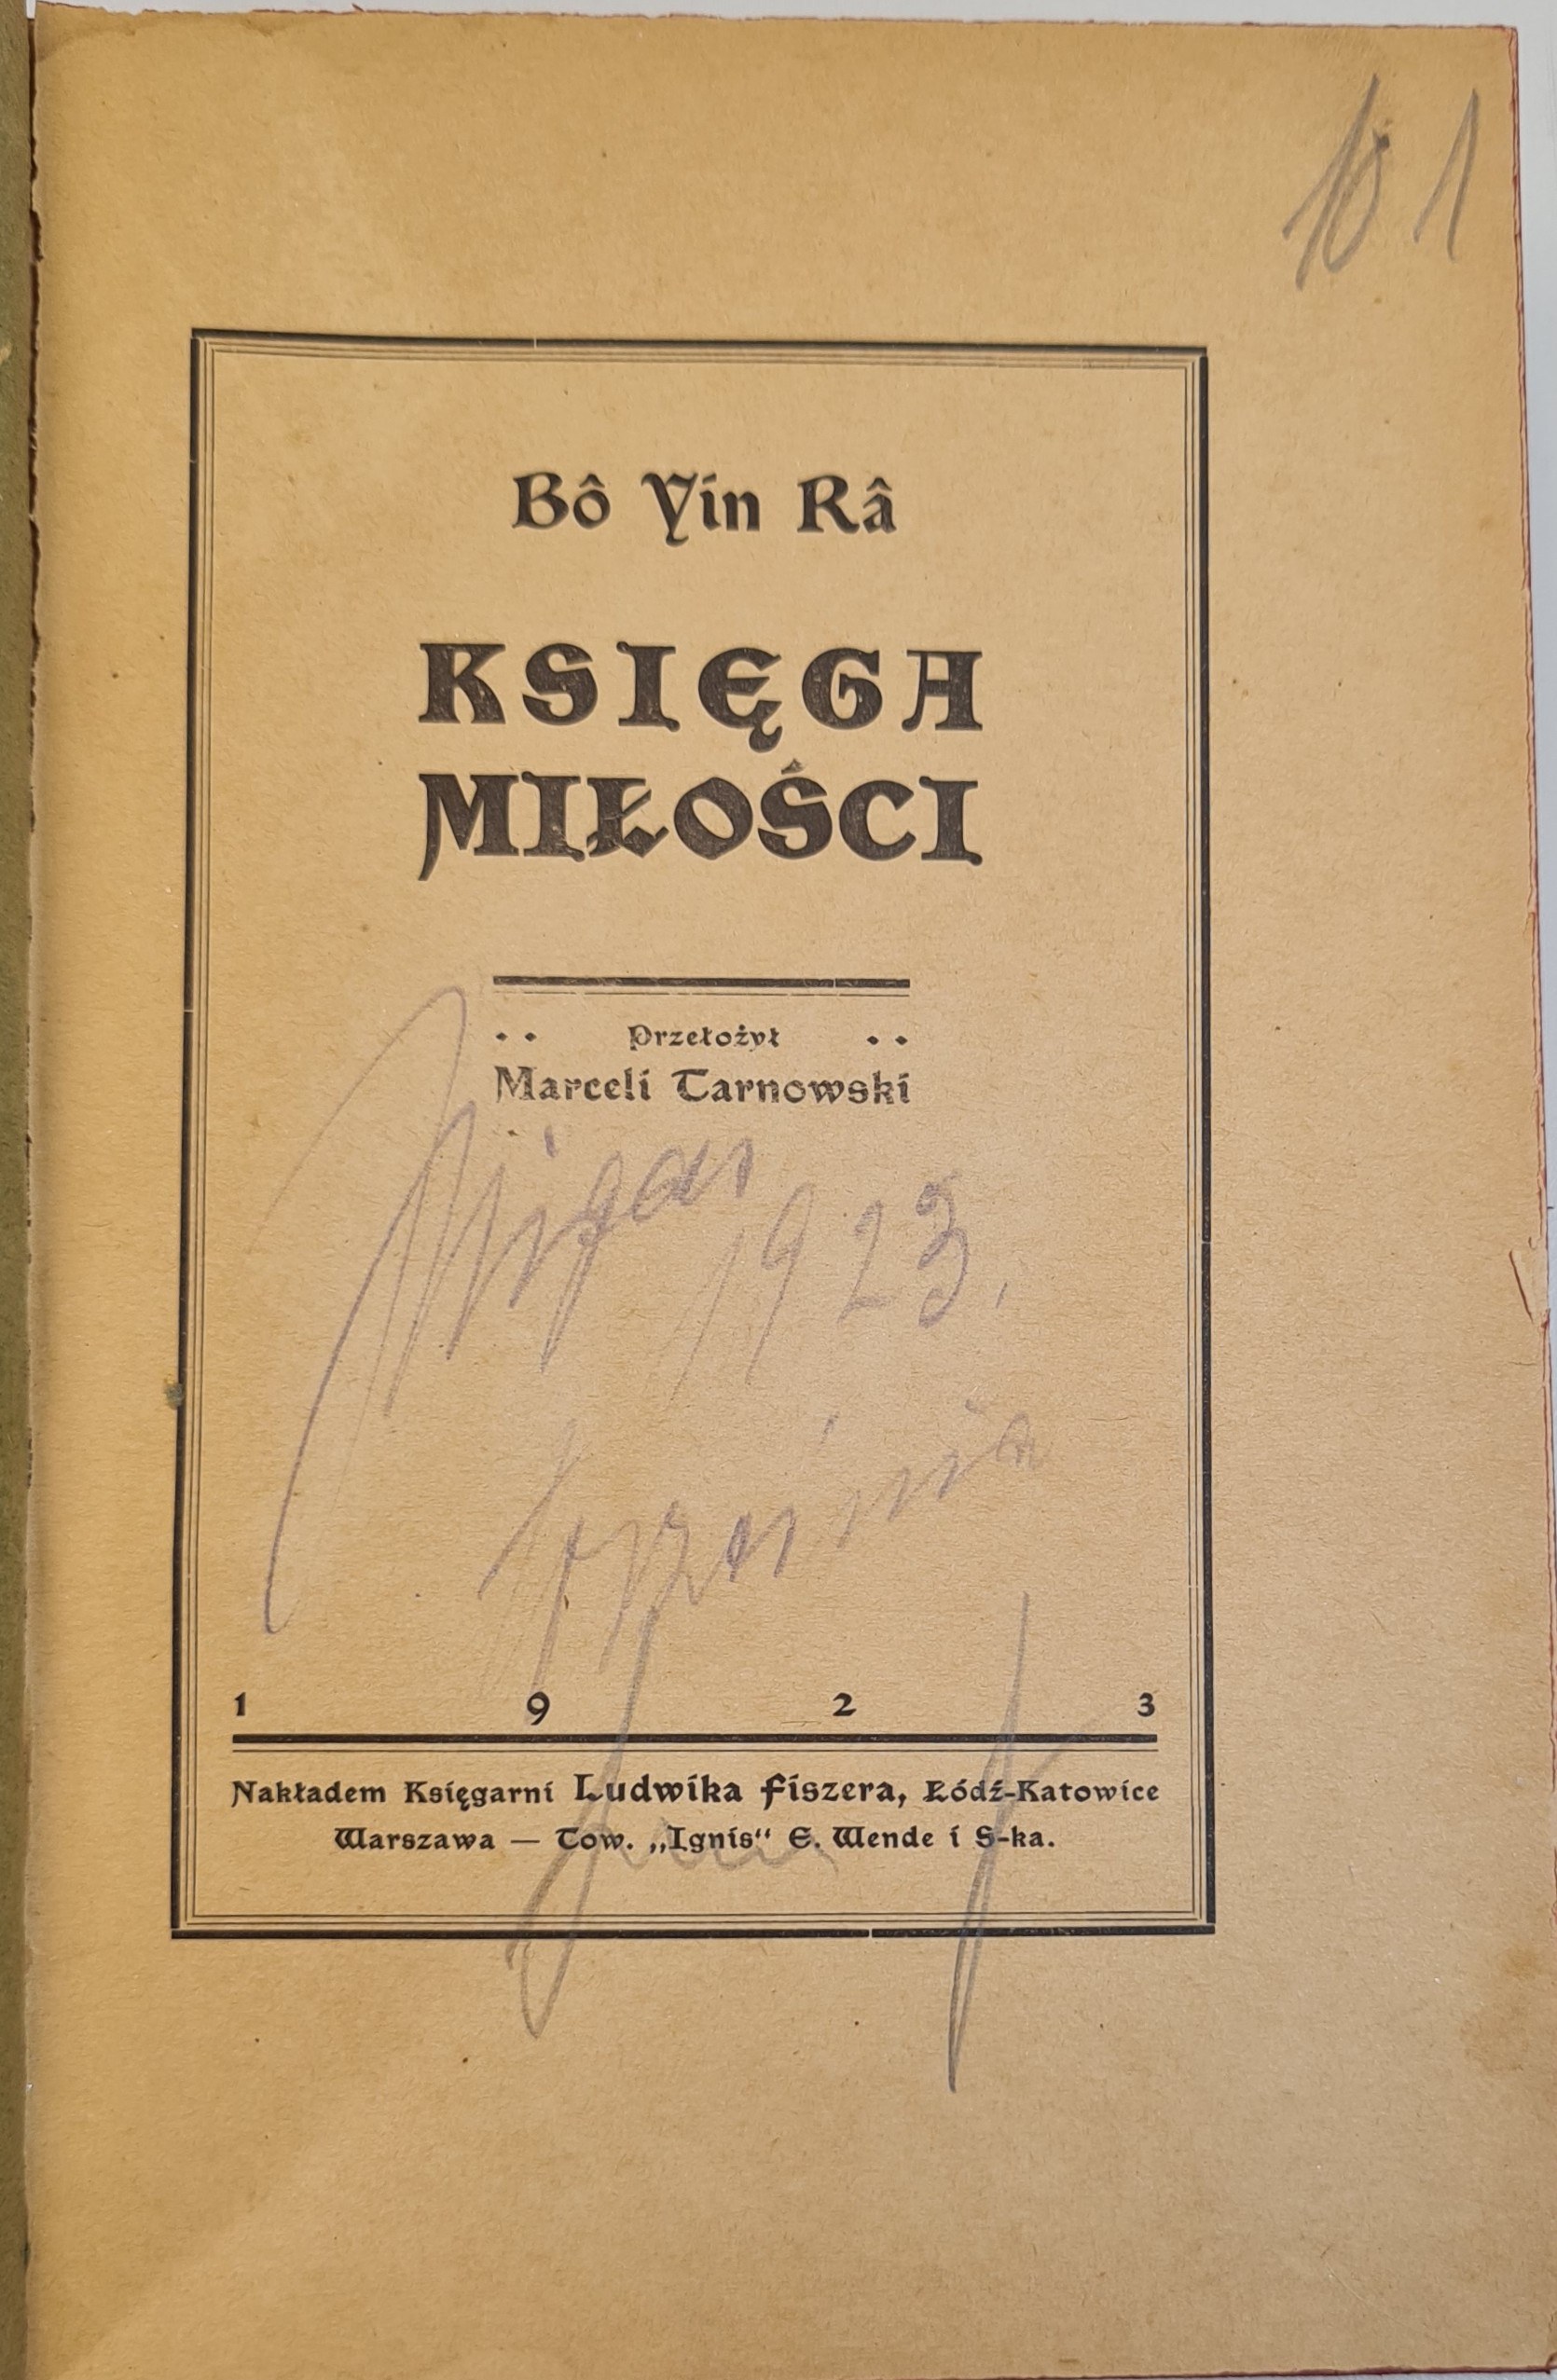 101
Bô Yin Râ
KSIĘGA
MIŁOŚCI
Przełożył
Marceli Tarnowski
1923.
1 9 2 3
Nakładem Księgarni Ludwika Fiszera, Łódź-Katowice
Warszawa — Tow. „Ignis“ E. Wende i S-ka.